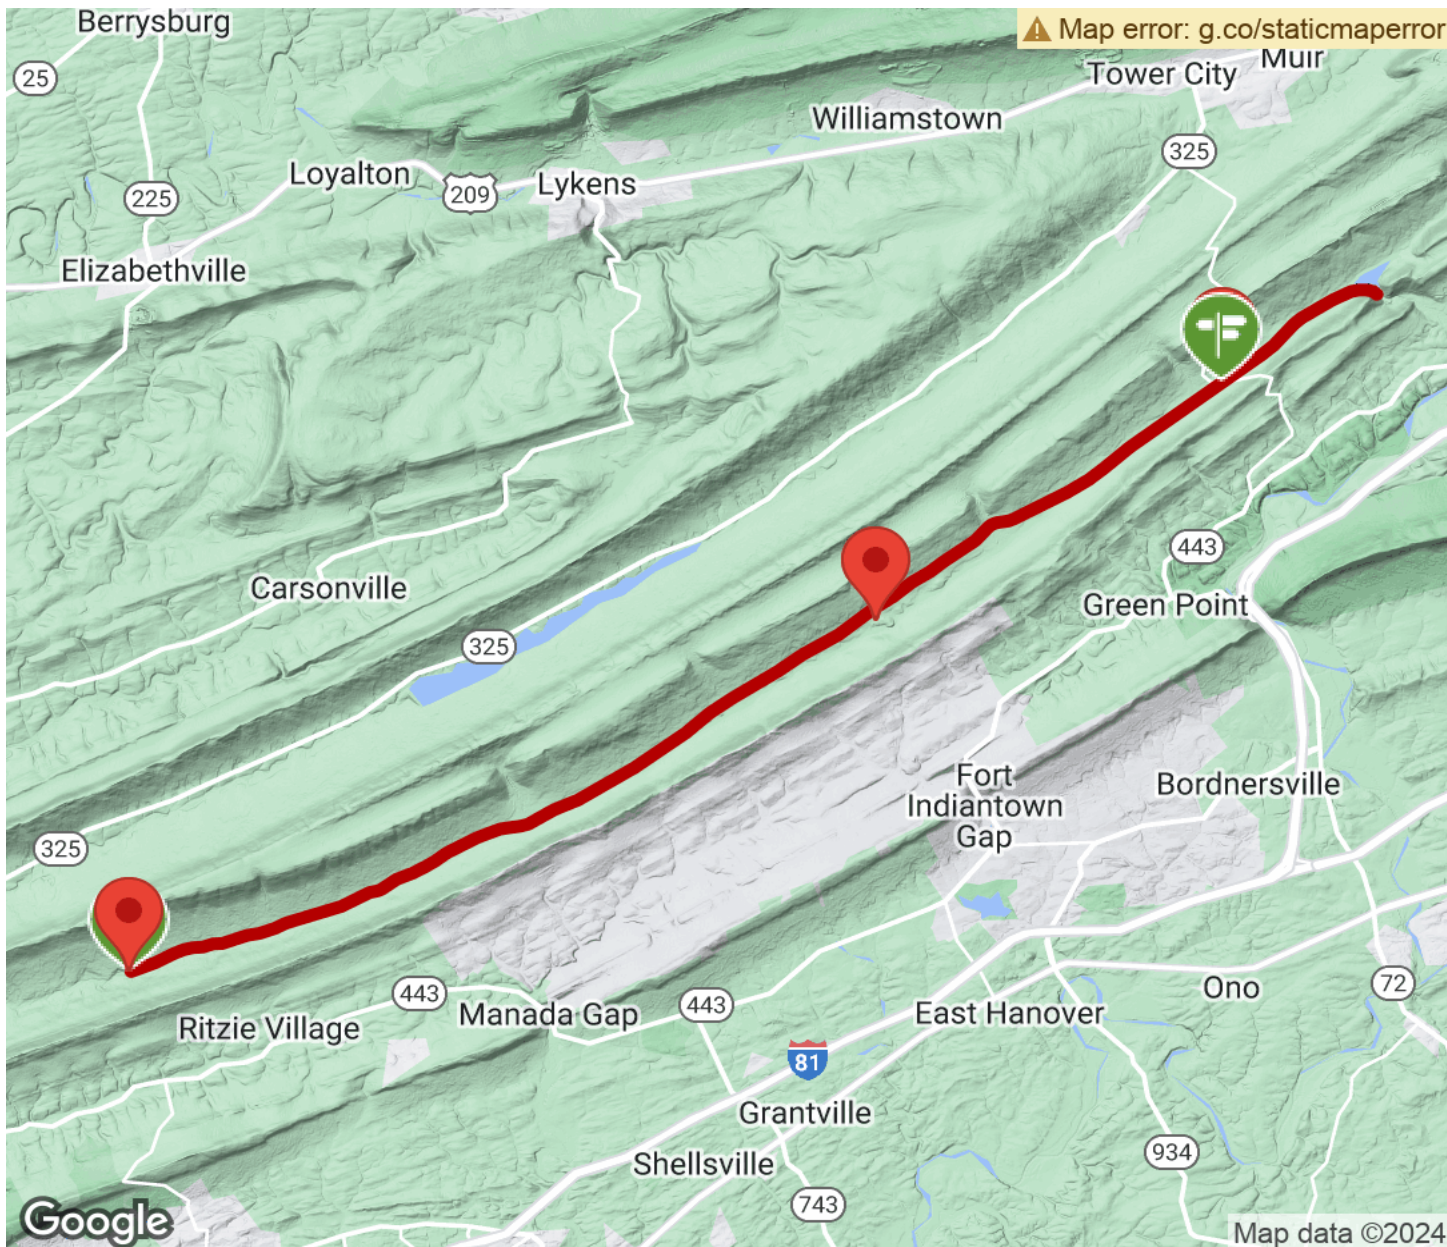 Berrysburg
Map error: g.co/staticmaperror
25
Tower City
Muir
Williamstown
325
Loyalton
209
Lykens
225
Elizabethville
443
Carsonville
Green Point
325
Fort
Indiantown
Gap
Bordnersville
325
443
Manada Gap
443
Ritzie Village
East Hanover
Ono
72
81
Grantville
Shellsville
934
743
Google
Map data ©2024